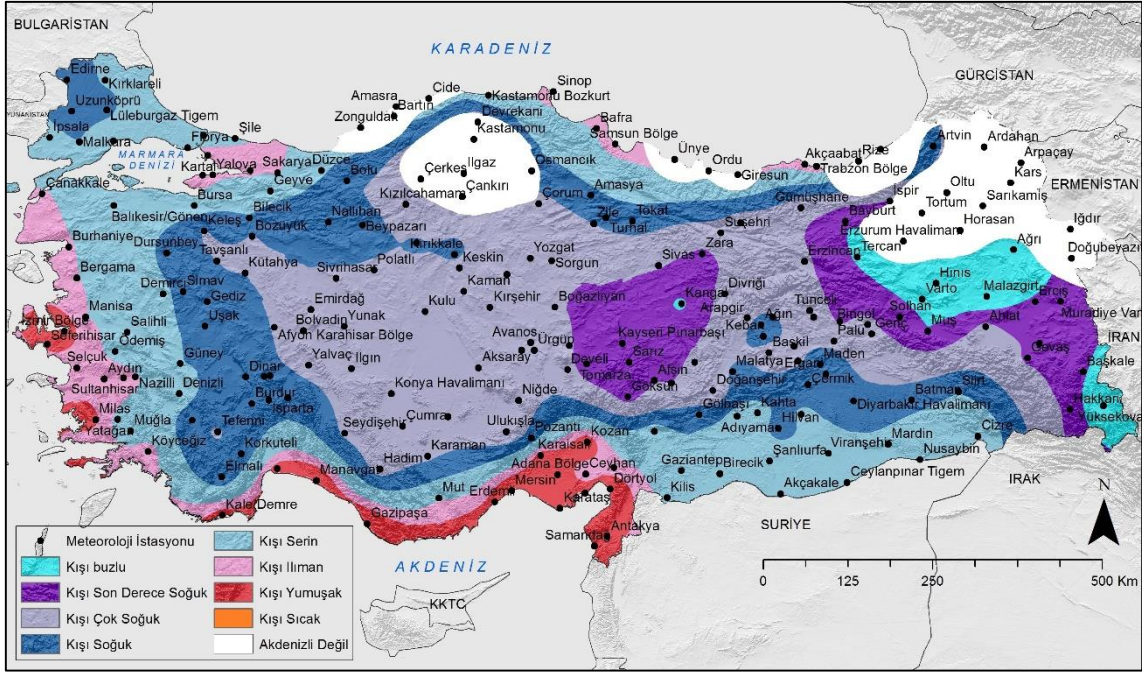 BULGARİSTAN
KARADENİZ
GÜRCİSTAN
YUNANİSTAN
ERMENİSTAN
MARMARA
DENİZİ
İRAN
IRAK
SURİYE
AKDENİZ
KKTC
Edirne
Kırklareli
Uzunköprü
Lüleburgaz Tigem
İpsala
Malkara
Florya
Şile
Kartal
Yalova
Sakarya
Düzce
Bolu
Geyve
Zonguldak
Amasra
Bartın
Cide
Kastamonu Bozkurt
Sinop
Devrekani
Kastamonu
Bafra
Samsun Bölge
Ünye
Ordu
Giresun
Akçaabat
Trabzon Bölge
Rize
Artvin
Ardahan
Arpaçay
Kars
Sarıkamış
Oltu
Tortum
Horasan
Iğdır
Doğubeyazı
Ağrı
Çerkeş
Ilgaz
Çankırı
Kızılcahamam
Osmancık
Çorum
Amasya
Zile
Turhal
Tokat
Suşehri
Gümüşhane
İspir
Bayburt
Erzurum Havalimanı
Erzincan
Tercan
Hınıs
Varto
Malazgirt
Erciş
Muradiye Van
Çanakkale
Bursa
Balıkesir/Gönen
Keleş
Bilecik
Bozüyük
Nallıhan
Beypazarı
Kırıkkale
Keskin
Yozgat
Sorgun
Zara
Sivas
Kangal
Divriği
Arapgir
Ağın
Tunceli
Bingöl
Solhan
Genç
Palu
Muş
Ahlat
Gevaş
Başkale
Hakkari
Yüksekova
Burhaniye
Dursunbey
Tavşanlı
Kütahya
Sivrihisar
Polatlı
Kaman
Kırşehir
Boğazlıyan
Bergama
Demirci
Simav
Gediz
Uşak
Emirdağ
Bolvadin
Yunak
Afyon Karahisar Bölge
Kulu
Avanos
Ürgüp
Kayseri Pınarbaşı
Sarız
Develi
Tomarza
Afşin
Göksun
Keban
Baskil
Malatya
Ergani
Maden
Çermik
Doğanşehir
Manisa
Salihli
Ödemiş
İzmir Bölge
Seferihisar
Selçuk
Aydın
Sultanhisar
Nazilli
Güney
Denizli
Dinar
Burdur
Isparta
Yalvaç
Ilgın
Aksaray
Konya Havalimanı
Niğde
Ulukışla
Çumra
Seydişehir
Karaman
Hadim
Milas
Yatağan
Muğla
Köyceğiz
Tefenni
Korkuteli
Elmalı
Manavgat
Kale/Demre
Gazipaşa
Mut
Erdemli
Mersin
Pozantı
Karaisalı
Kozan
Adana Bölge
Ceyhan
Dörtyol
Karataş
Antakya
Samandağ
Gölbaşı
Kahta
Adıyaman
Hilvan
Diyarbakır Havalimanı
Batman
Siirt
Cizre
Mardin
Nusaybin
Viranşehir
Şanlıurfa
Birecik
Gaziantep
Kilis
Akçakale
Ceylanpınar Tigem
N
0 125 250 500 Km
Meteoroloji İstasyonu
Kışı buzlu
Kışı Son Derece Soğuk
Kışı Çok Soğuk
Kışı Soğuk
Kışı Serin
Kışı Ilıman
Kışı Yumuşak
Kışı Sıcak
Akdenizli Değil